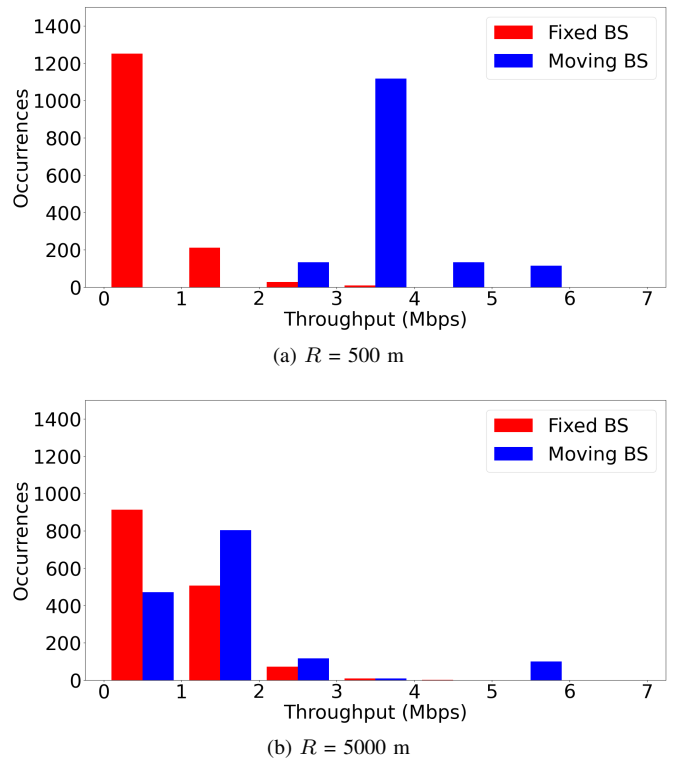 1400
1200
1000
800
600
400
200
0
Occurrences
Fixed BS
Moving BS
0 1 2 3 4 5 6 7
Throughput (Mbps)
(a) R = 500 m
1400
1200
1000
800
600
400
200
0
Occurrences
Fixed BS
Moving BS
0 1 2 3 4 5 6 7
Throughput (Mbps)
(b) R = 5000 m